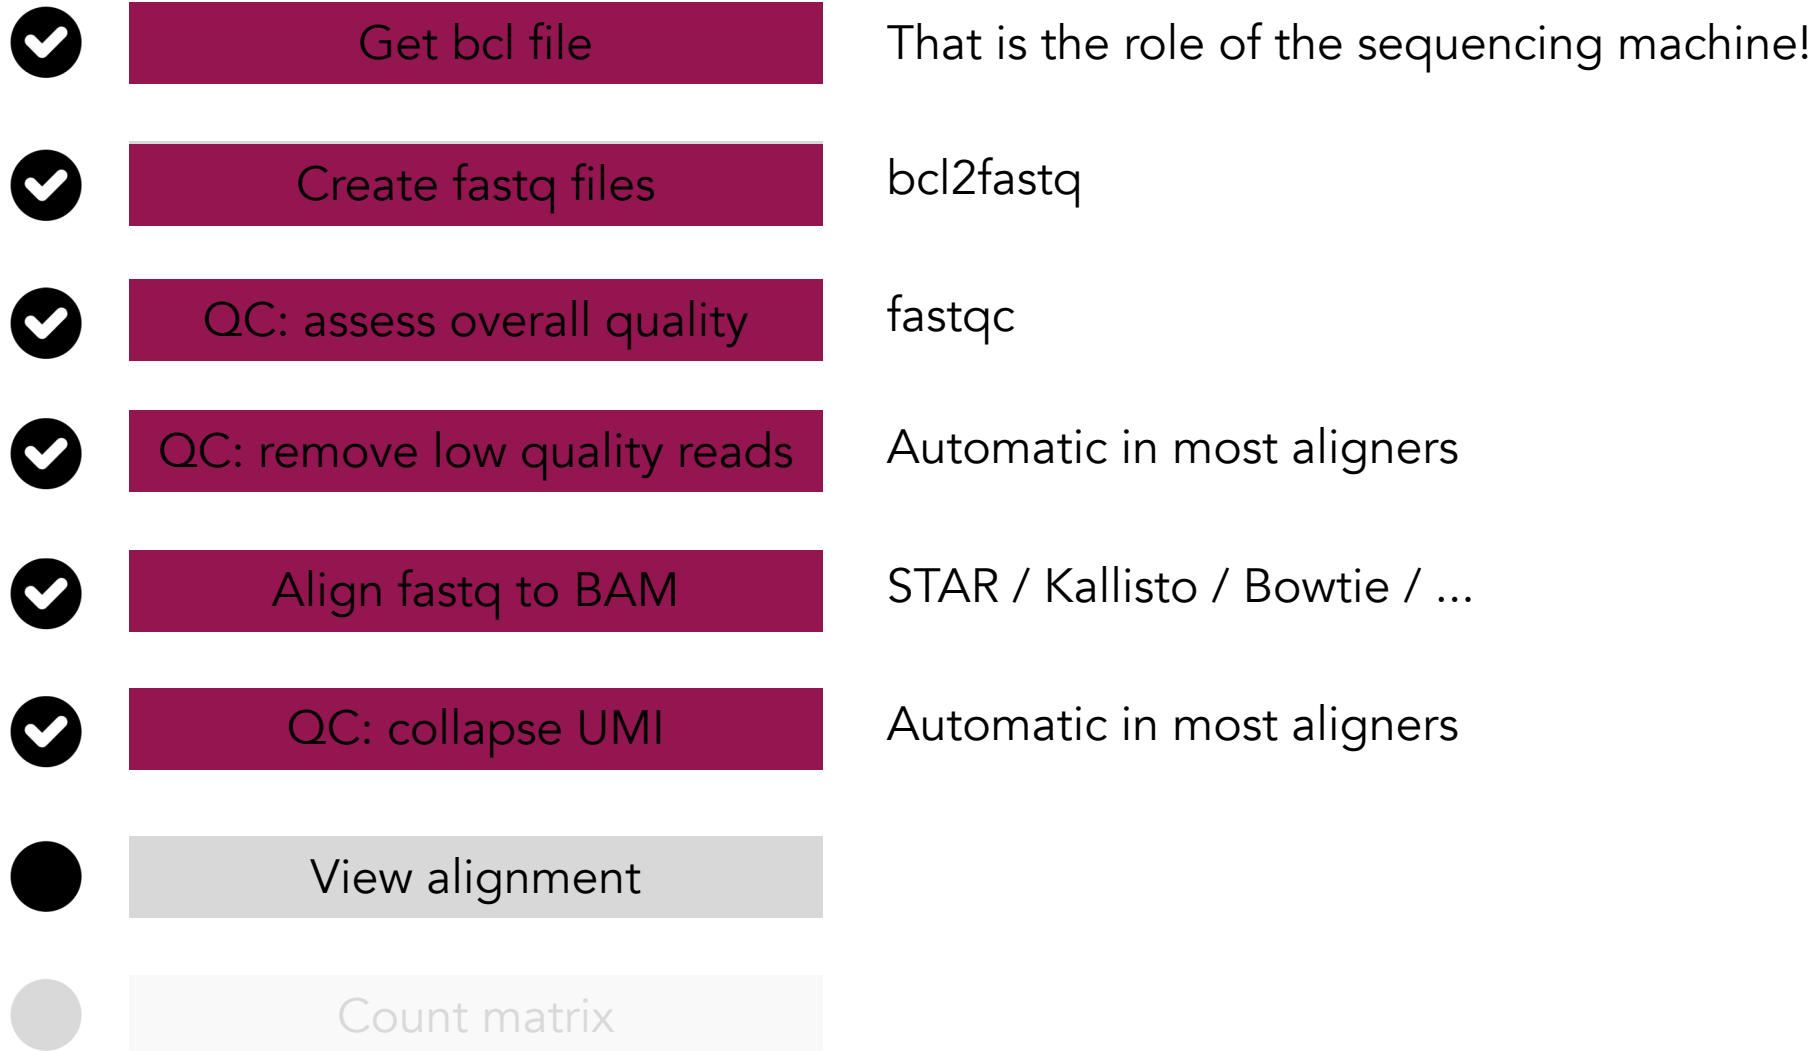 Get bcl file
That is the role of the sequencing machine!
Create fastq files
bcl2fastq
QC: assess overall quality
fastqc
QC: remove low quality reads
Automatic in most aligners
Align fastq to BAM
STAR / Kallisto / Bowtie / ...
QC: collapse UMI
Automatic in most aligners
View alignment
Count matrix